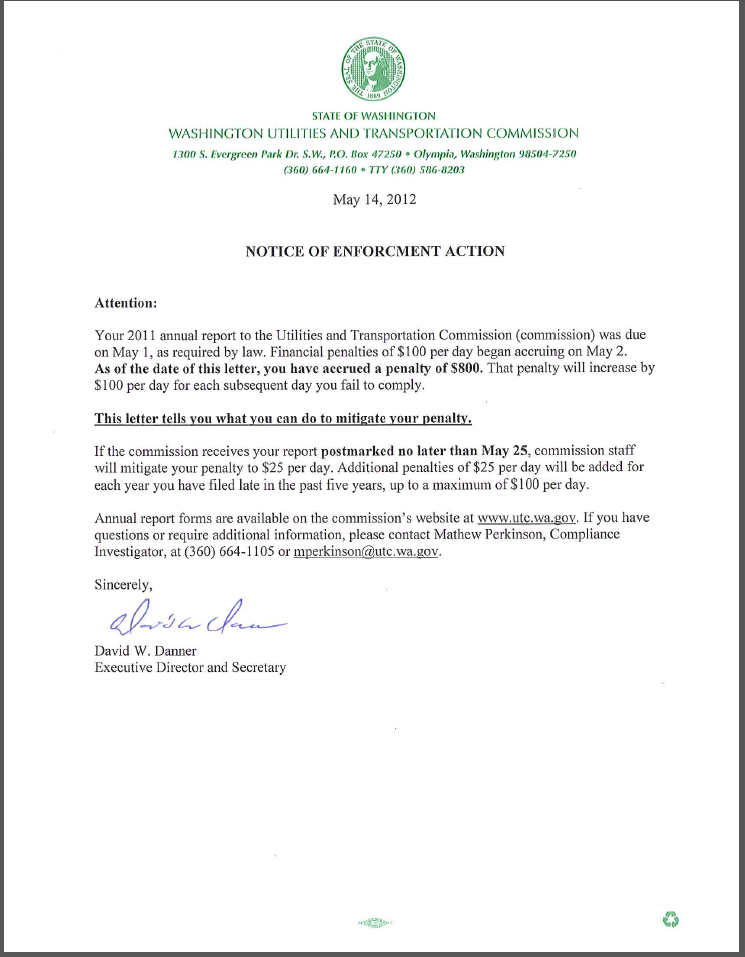 THE SEAL OF THE STATE OF WASHINGTON
1889
STATE OF WASHINGTON
WASHINGTON UTILITIES AND TRANSPORTATION COMMISSION
1300 S. Evergreen Park Dr. S.W., P.O. Box 47250 • Olympia, Washington 98504-7250
(360) 664-1160 • TTY (360) 586-8203
May 14, 2012
NOTICE OF ENFORCMENT ACTION
Attention:
Your 2011 annual report to the Utilities and Transportation Commission (commission) was due
on May 1, as required by law. Financial penalties of $100 per day began accruing on May 2.
As of the date of this letter, you have accrued a penalty of $800. That penalty will increase by
$100 per day for each subsequent day you fail to comply.
This letter tells you what you can do to mitigate your penalty.
If the commission receives your report postmarked no later than May 25, commission staff
will mitigate your penalty to $25 per day. Additional penalties of $25 per day will be added for
each year you have filed late in the past five years, up to a maximum of $100 per day.
Annual report forms are available on the commission's website at www.utc.wa.gov. If you have
questions or require additional information, please contact Mathew Perkinson, Compliance
Investigator, at (360) 664-1105 or mperkinson@utc.wa.gov.
Sincerely,
David W. Danner
Executive Director and Secretary